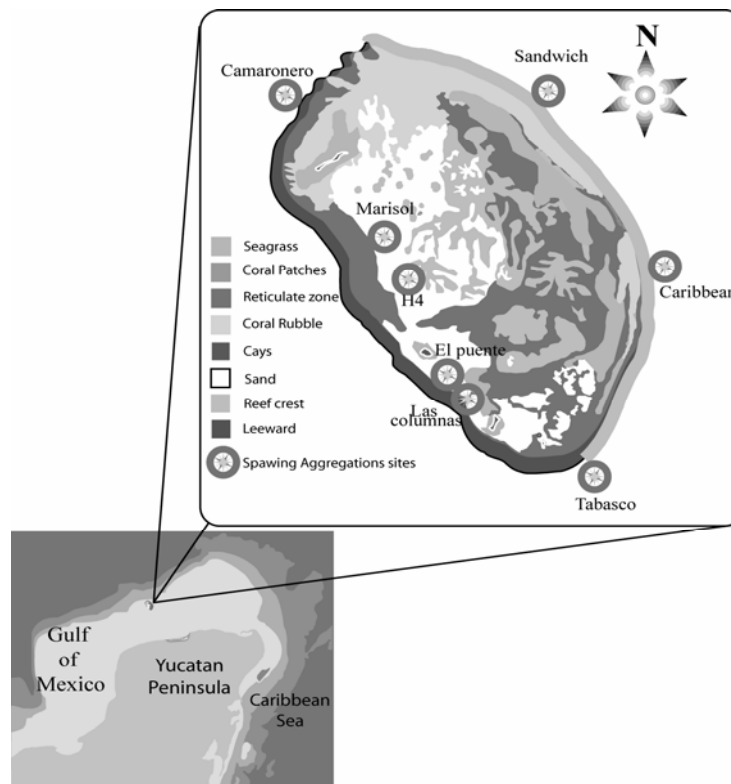 N
Sandwich
Camaronero
Marisol
H4
Caribbean
El puente
Las
columnas
Tabasco
Seagrass
Coral Patches
Reticulate zone
Coral Rubble
Cays
Sand
Reef crest
Leeward
Spawing Aggregations sites
Gulf
of
Mexico
Yucatan
Peninsula
Caribbean
Sea